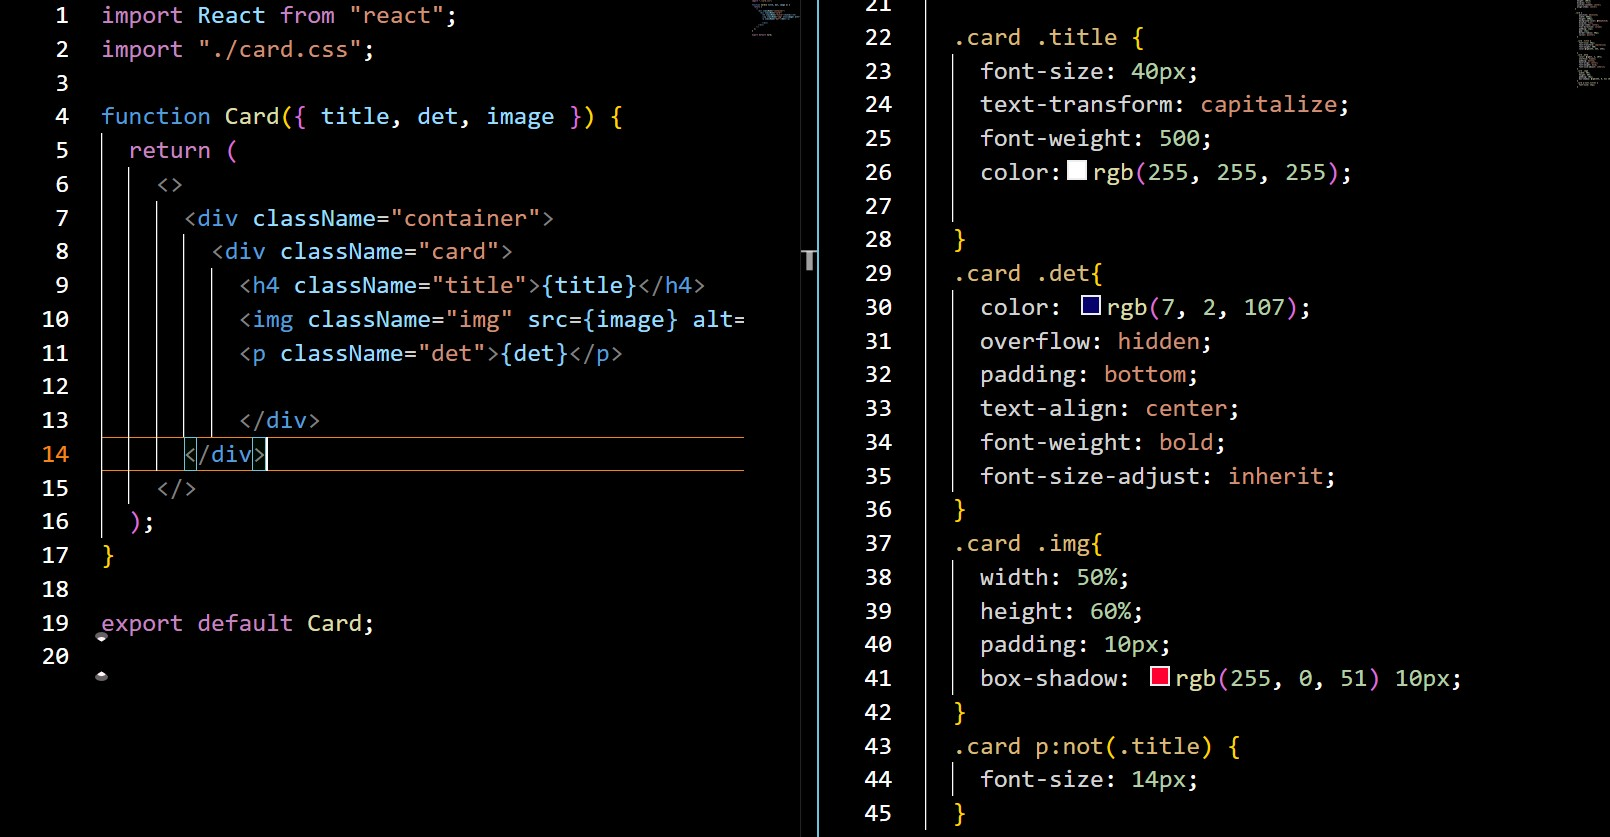 1 import React from "react";
2 import "./card.css";
3
4 function Card({ title, det, image }) {
5 return (
6 <>
7 <div className="container">
8 <div className="card">
9 <h4 className="title">{title}</h4>
10 <img className="img" src={image} alt=
11 <p className="det">{det}</p>
12
13 </div>
14 </div>
15 </>
16 );
17 }
18
19 export default Card;
20
21
22 .card .title {
23 font-size: 40px;
24 text-transform: capitalize;
25 font-weight: 500;
26 color: rgb(255, 255, 255);
27
28 }
29 .card .det{
30 color: rgb(7, 2, 107);
31 overflow: hidden;
32 padding: bottom;
33 text-align: center;
34 font-weight: bold;
35 font-size-adjust: inherit;
36 }
37 .card .img{
38 width: 50%;
39 height: 60%;
40 padding: 10px;
41 box-shadow: rgb(255, 0, 51) 10px;
42 }
43 .card p:not(.title) {
44 font-size: 14px;
45 }